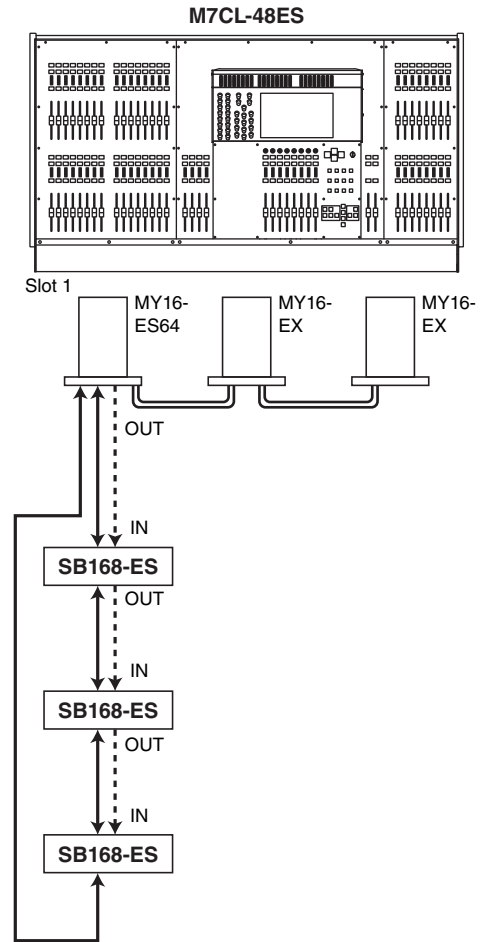 M7CL-48ES
Slot 1
MY16-
ES64
MY16-
EX
MY16-
EX
OUT
IN
SB168-ES
OUT
IN
SB168-ES
OUT
IN
SB168-ES